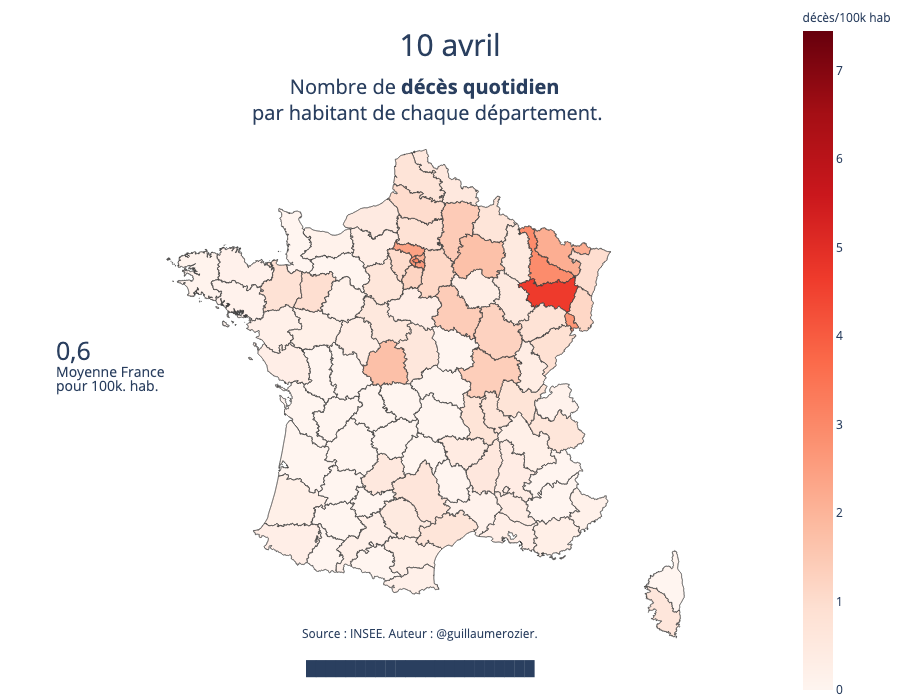 décès/100k hab
10 avril
Nombre de décès quotidien
par habitant de chaque département.
7
6
5
4
3
2
1
0
0,6
Moyenne France
pour 100k. hab.
Source : INSEE. Auteur : @guillaumerozier.